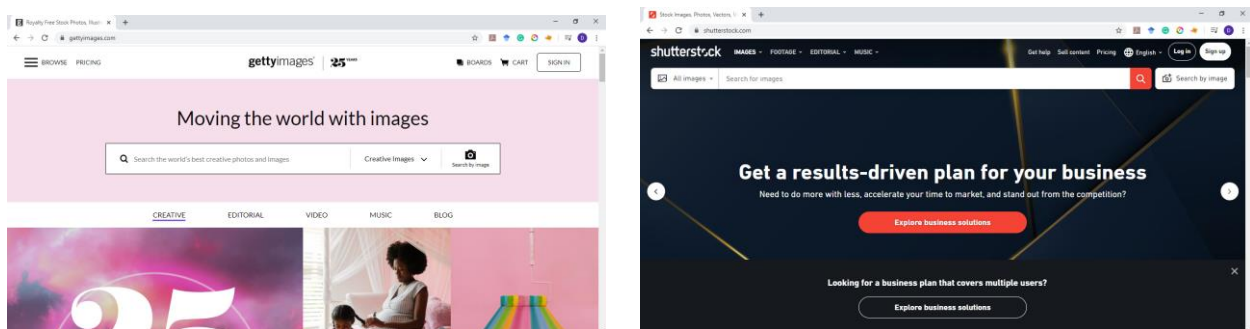 Royalty Free Stock Photos, Illustr
gettyimages.com
BROWSE PRICING
gettyimages® 25 YEARS
BOARDS CART SIGN IN
Moving the world with images
Search the world's best creative photos and images
Creative Images
Search by image
CREATIVE EDITORIAL VIDEO MUSIC BLOG
25
Stock Images, Photos, Vectors, V
shutterstock.com
shutterstock IMAGES FOOTAGE EDITORIAL MUSIC
Get help Sell content Pricing English Log in Sign up
All images Search for images
Search by image
Get a results-driven plan for your business
Need to do more with less, accelerate your time to market, and stand out from the competition?
Explore business solutions
Looking for a business plan that covers multiple users?
Explore business solutions